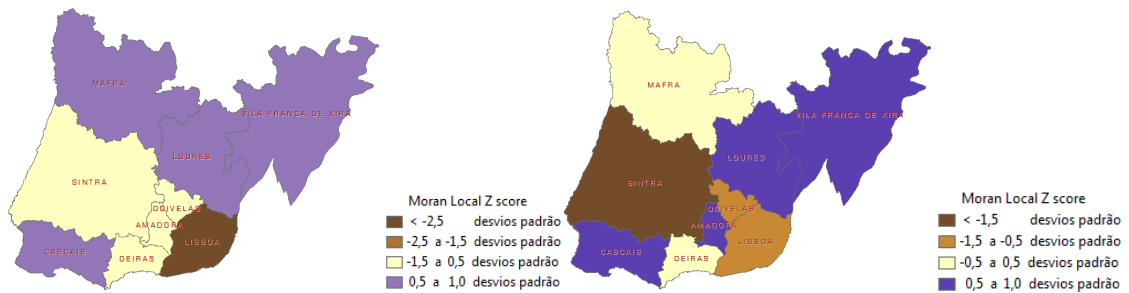 MAFRA
VILA FRANCA DE XIRA
LOURES
SINTRA
ODIVELAS
AMADORA
LISBOA
CASCAIS
OEIRAS
Moran Local Z score
< -2,5 desvios padrão
-2,5 a -1,5 desvios padrão
-1,5 a 0,5 desvios padrão
0,5 a 1,0 desvios padrão
MAFRA
VILA FRANCA DE XIRA
LOURES
SINTRA
ODIVELAS
AMADORA
LISBOA
CASCAIS
OEIRAS
Moran Local Z score
< -1,5 desvios padrão
-1,5 a -0,5 desvios padrão
-0,5 a 0,5 desvios padrão
0,5 a 1,0 desvios padrão